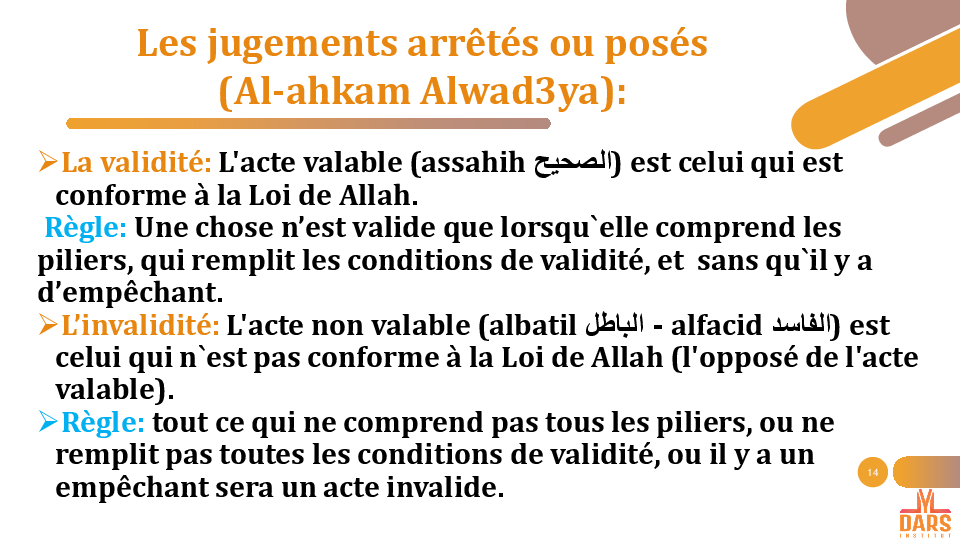 Les jugements arrêtés ou posés
(Al-ahkam Alwad3ya):
➢La validité: L'acte valable (assahih الصحيح) est celui qui est
conforme à la Loi de Allah.
Règle: Une chose n’est valide que lorsqu`elle comprend les
piliers, qui remplit les conditions de validité, et  sans qu`il y a
d’empêchant.
➢L’invalidité: L'acte non valable (albatil الباطل - alfacid الفاسد) est
celui qui n`est pas conforme à la Loi de Allah (l'opposé de l'acte
valable).
➢Règle: tout ce qui ne comprend pas tous les piliers, ou ne
remplit pas toutes les conditions de validité, ou il y a un
empêchant sera un acte invalide.
14
DARS
INSTITUT